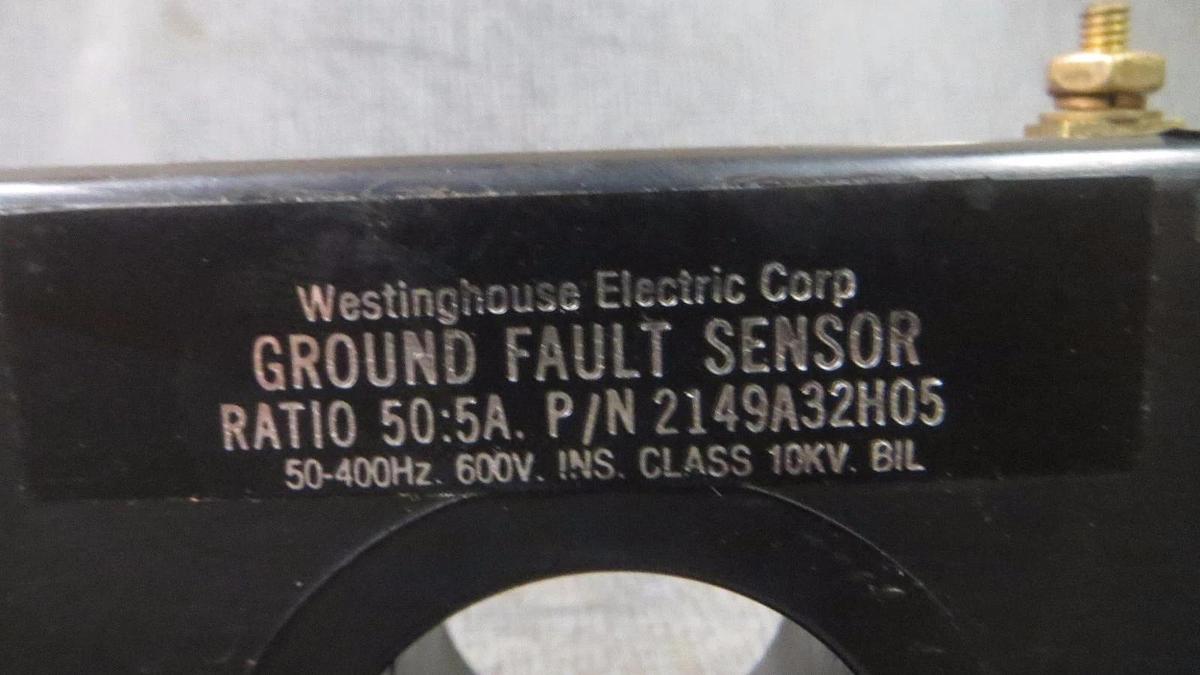 Westinghouse Electric Corp
GROUND FAULT SENSOR
RATIO 50:5A. P/N 2149A32H05
50-400Hz. 600V. INS. CLASS 10KV. BIL